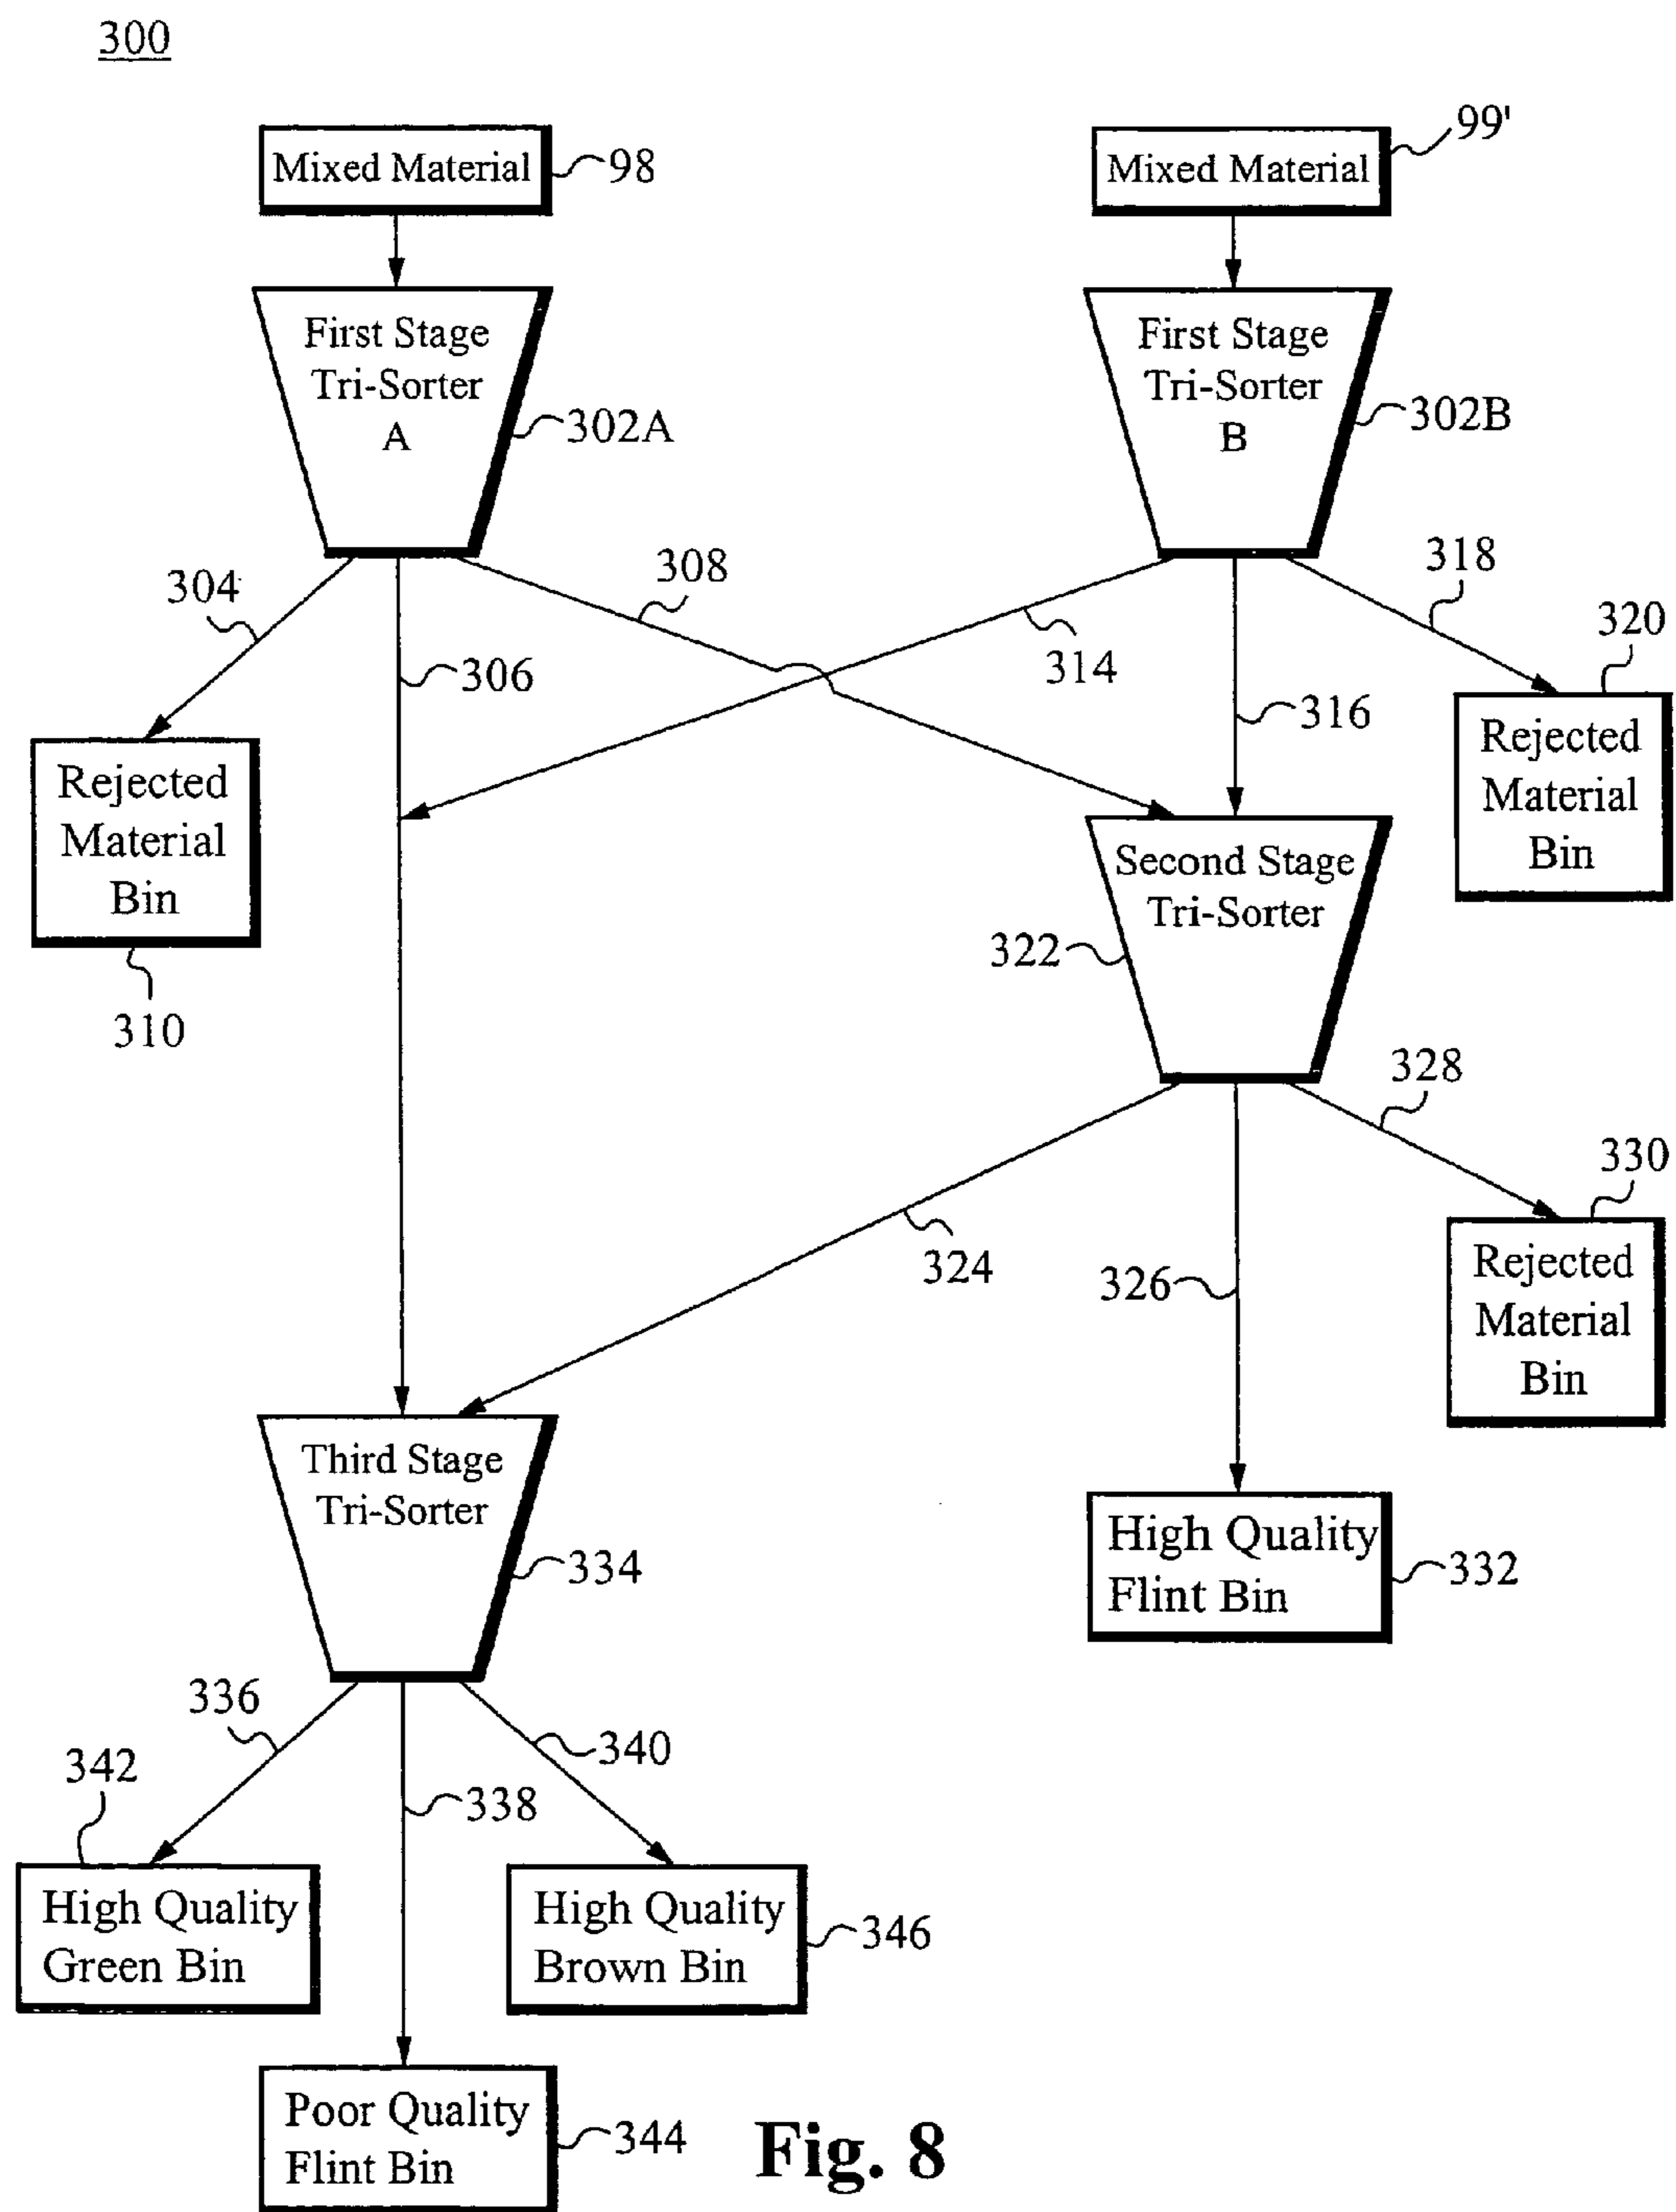 300
Mixed Material
98
Mixed Material
99'
First Stage
Tri-Sorter
A
302A
First Stage
Tri-Sorter
B
302B
304
306
308
314
316
318
320
Rejected
Material
Bin
310
Rejected
Material
Bin
Second Stage
Tri-Sorter
322
324
326
328
330
Rejected
Material
Bin
Third Stage
Tri-Sorter
334
High Quality
Flint Bin
332
336
338
340
342
High Quality
Green Bin
High Quality
Brown Bin
346
Poor Quality
Flint Bin
344
Fig. 8